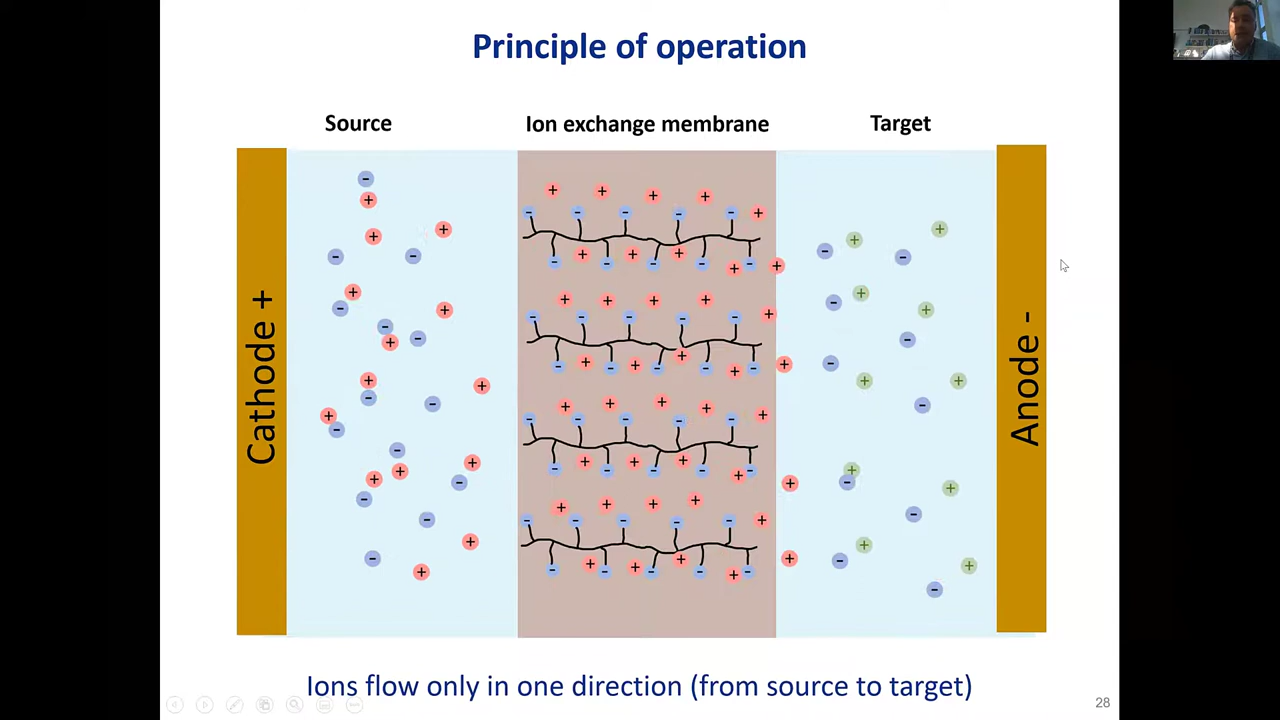 Principle of operation
Source
Ion exchange membrane
Target
Cathode +
Anode -
Ions flow only in one direction (from source to target)
28